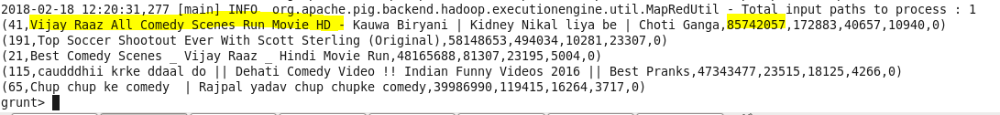 2018-02-18 12:20:31,277 [main] INFO  org.apache.pig.backend.hadoop.executionengine.util.MapRedUtil - Total input paths to process : 1
(41,Vijay Raaz All Comedy Scenes Run Movie HD - Kauwa Biryani | Kidney Nikal liya be | Choti Ganga,85742057,172883,40657,10940,0)
(191,Top Soccer Shootout Ever With Scott Sterling (Original),58148653,494034,10281,23307,0)
(21,Best Comedy Scenes _ Vijay Raaz _ Hindi Movie Run,48165688,81307,23195,5004,0)
(115,caudddhii krke ddaal do || Dehati Comedy Video !! Indian Funny Videos 2016 || Best Pranks,47343477,23515,18125,4266,0)
(65,Chup chup ke comedy  | Rajpal yadav chup chupke comedy,39986990,119415,16264,3717,0)
grunt>